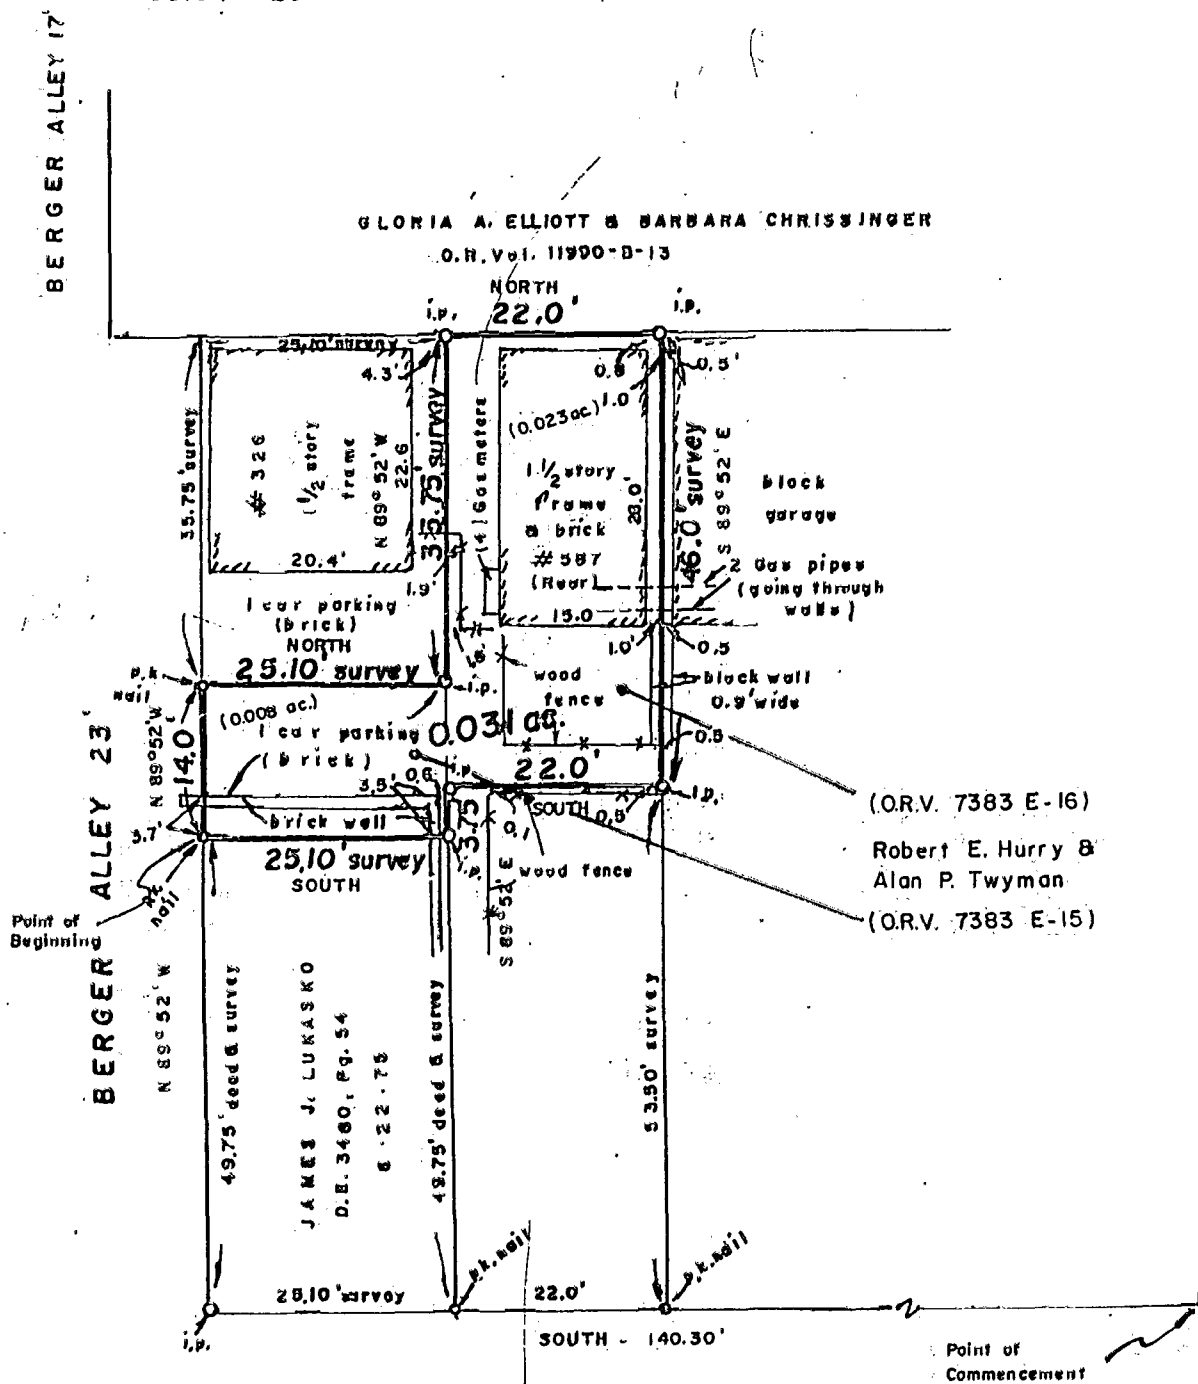 BERGER ALLEY 17'
GLORIA A. ELLIOTT & BARBARA CHRISSINGER
O.R. Vol. 11900-B-13
NORTH
i.p.
22.0'
i.p.
25.10' survey
4.3'
0.8
0.5'
1.0
35.75' survey
# 326
1 1/2 story
frame
N 89° 52' W
22.6
20.4'
35.75' survey
(4) Gas meters
(0.023 ac.)
1 1/2 story
frame
& brick
# 587
(Rear)
28.0'
15.0
46.0' survey
S 89° 52' E
block
garage
2 Gas pipes
(going through
walls)
1.9'
1 car parking
(brick)
NORTH
25.10' survey
p.k.
nail
i.p.
1.0'
0.5
wood
fence
block wall
0.9' wide
(0.008 ac.)
1 car parking
(brick)
0.031 ac.
0.5
14.0'
N 89° 52' W
BERGER ALLEY 23'
3.5'
0.6
i.p.
22.0'
SOUTH
i.p.
3.7'
brick wall
3.75
0.1
0.5'
25.10' survey
SOUTH
i.p.
wood fence
S 89° 52' E
(O.R.V. 7383 E-16)
Robert E. Hurry &
Alan P. Twyman
(O.R.V. 7383 E-15)
nail
Point of
Beginning
N 89° 52' W
49.75' deed & survey
JAMES J. LUKASKO
D.B. 3480, Pg. 54
49.75' deed & survey
53.50' survey
p.k. nail
p.k. nail
25.10' survey
22.0'
i.p.
SOUTH - 140.30'
Point of
Commencement